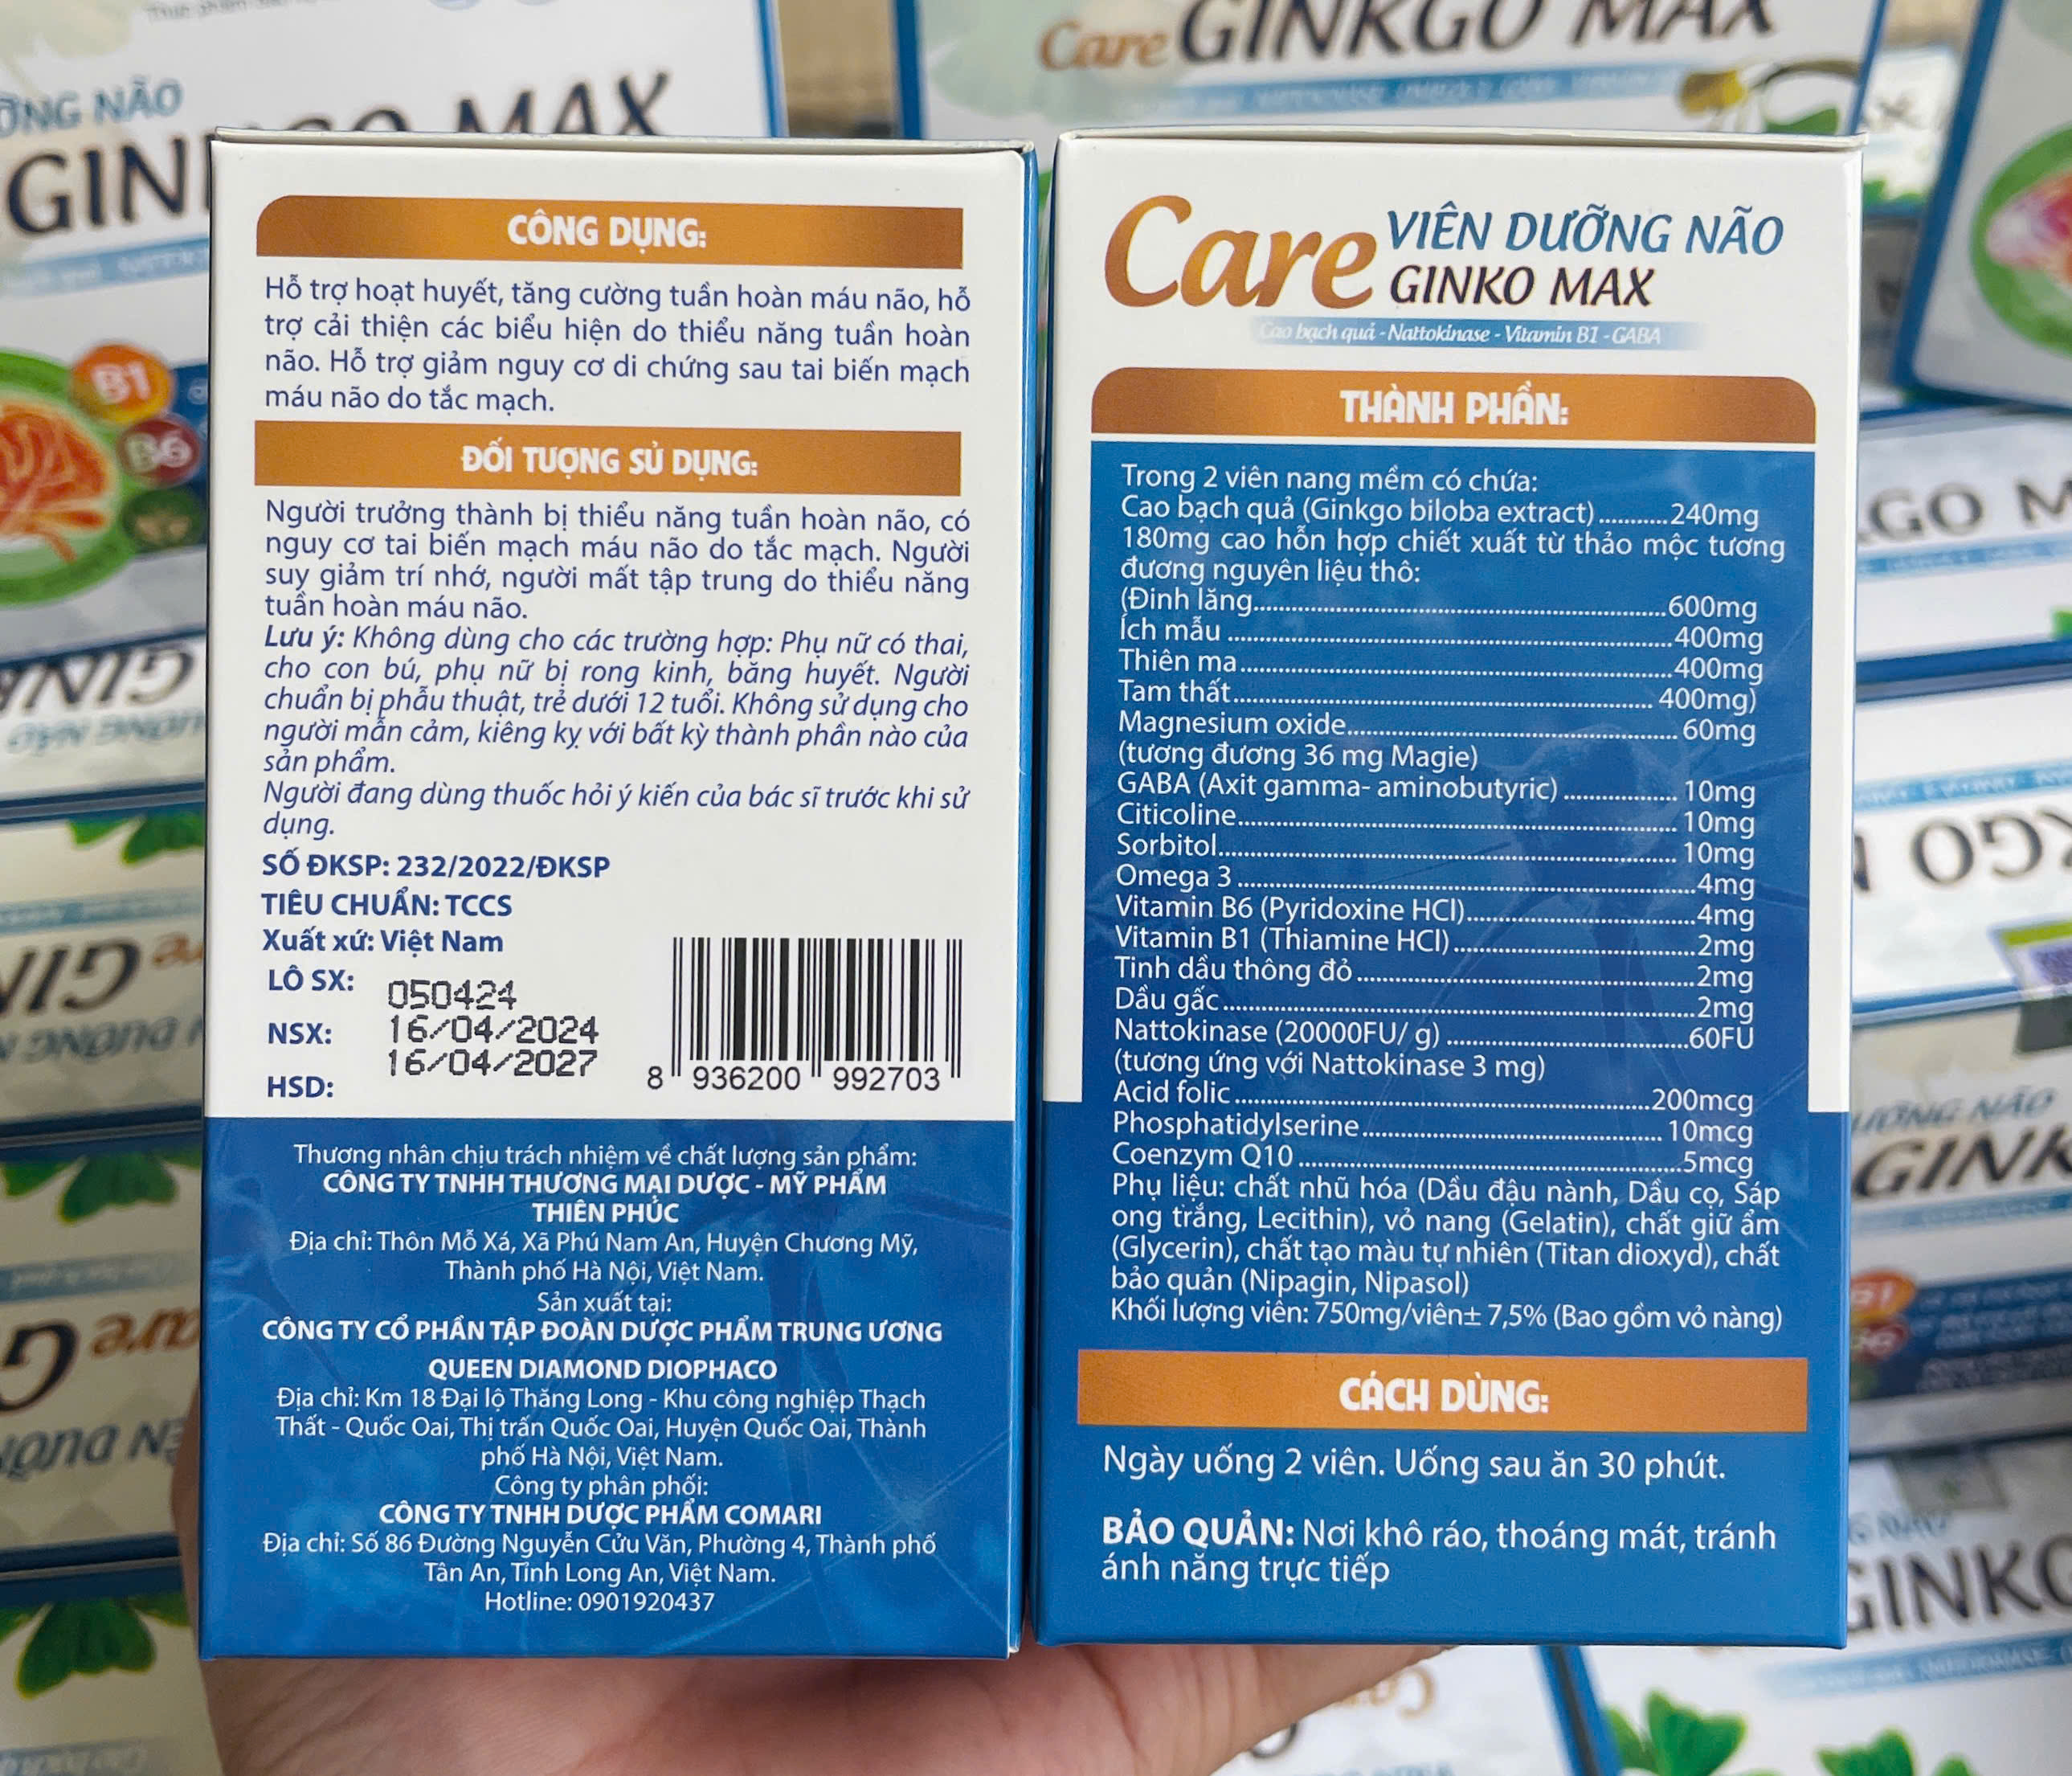 CÔNG DỤNG:
Hỗ trợ hoạt huyết, tăng cường tuần hoàn máu não, hỗ
trợ cải thiện các biểu hiện do thiểu năng tuần hoàn
não. Hỗ trợ giảm nguy cơ di chứng sau tai biến mạch
máu não do tắc mạch.
ĐỐI TƯỢNG SỬ DỤNG:
Người trưởng thành bị thiểu năng tuần hoàn não, có
nguy cơ tai biến mạch máu não do tắc mạch. Người
suy giảm trí nhớ, người mất tập trung do thiểu năng
tuần hoàn máu não.
Lưu ý: Không dùng cho các trường hợp: Phụ nữ có thai,
cho con bú, phụ nữ bị rong kinh, băng huyết. Người
chuẩn bị phẫu thuật, trẻ dưới 12 tuổi. Không sử dụng cho
người mẫn cảm, kiêng kỵ với bất kỳ thành phần nào của
sản phẩm.
Người đang dùng thuốc hỏi ý kiến của bác sĩ trước khi sử
dụng.
SỐ ĐKSP: 232/2022/ĐKSP
TIÊU CHUẨN: TCCS
Xuất xứ: Việt Nam
LÔ SX: 050424
NSX: 16/04/2024
HSD: 16/04/2027
8 936200 992703
Thương nhân chịu trách nhiệm về chất lượng sản phẩm:
CÔNG TY TNHH THƯƠNG MẠI DƯỢC - MỸ PHẨM
THIÊN PHÚC
Địa chỉ: Thôn Mỗ Xá, Xã Phú Nam An, Huyện Chương Mỹ,
Thành phố Hà Nội, Việt Nam.
Sản xuất tại:
CÔNG TY CỔ PHẦN TẬP ĐOÀN DƯỢC PHẨM TRUNG ƯƠNG
QUEEN DIAMOND DIOPHACO
Địa chỉ: Km 18 Đại lộ Thăng Long - Khu công nghiệp Thạch
Thất - Quốc Oai, Thị trấn Quốc Oai, Huyện Quốc Oai, Thành
phố Hà Nội, Việt Nam.
Công ty phân phối:
CÔNG TY TNHH DƯỢC PHẨM COMARI
Địa chỉ: Số 86 Đường Nguyễn Cửu Văn, Phường 4, Thành phố
Tân An, Tỉnh Long An, Việt Nam.
Hotline: 0901920437
Care VIÊN DƯỠNG NÃO
GINKO MAX
Cao bạch quả - Nattokinase - Vitamin B1 - GABA
THÀNH PHẦN:
Trong 2 viên nang mềm có chứa:
Cao bạch quả (Ginkgo biloba extract)...........240mg
180mg cao hỗn hợp chiết xuất từ thảo mộc tương
đương nguyên liệu thô:
(Đinh lăng...........600mg
Ích mẫu...........400mg
Thiên ma...........400mg
Tam thất...........400mg)
Magnesium oxide...........60mg
(tương đương 36 mg Magie)
GABA (Axit gamma- aminobutyric)...........10mg
Citicoline...........10mg
Sorbitol...........10mg
Omega 3...........4mg
Vitamin B6 (Pyridoxine HCl)...........4mg
Vitamin B1 (Thiamine HCl)...........2mg
Tinh dầu thông đỏ...........2mg
Dầu gấc...........2mg
Nattokinase (20000FU/ g)...........60FU
(tương ứng với Nattokinase 3 mg)
Acid folic...........200mcg
Phosphatidylserine...........10mcg
Coenzym Q10...........5mcg
Phụ liệu: chất nhũ hóa (Dầu đậu nành, Dầu cọ, Sáp
ong trắng, Lecithin), vỏ nang (Gelatin), chất giữ ẩm
(Glycerin), chất tạo màu tự nhiên (Titan dioxyd), chất
bảo quản (Nipagin, Nipasol)
Khối lượng viên: 750mg/viên± 7,5% (Bao gồm vỏ nàng)
CÁCH DÙNG:
Ngày uống 2 viên. Uống sau ăn 30 phút.
BẢO QUẢN: Nơi khô ráo, thoáng mát, tránh
ánh năng trực tiếp
Care GINKGO MAX
B1
B6